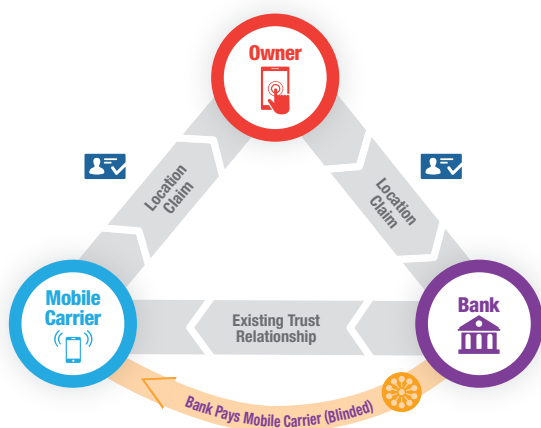 Owner
Location
Claim
Location
Claim
Mobile
Carrier
Existing Trust
Relationship
Bank
Bank Pays Mobile Carrier (Blinded)